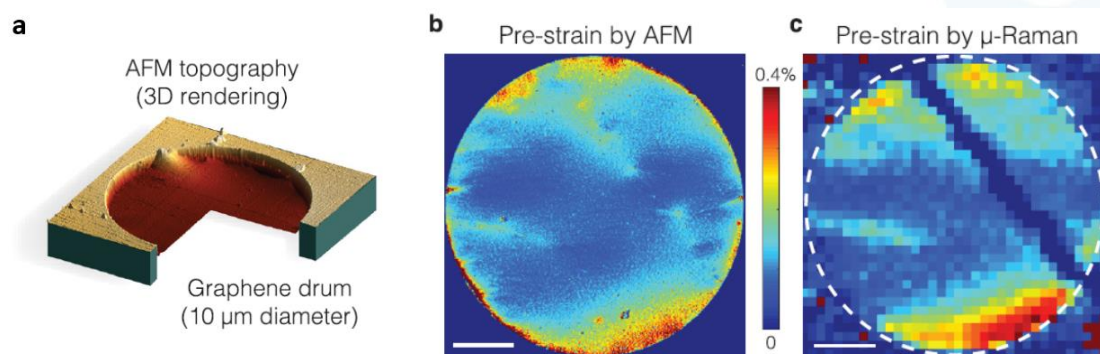 a
AFM topography
(3D rendering)
Graphene drum
(10 μm diameter)
b
Pre-strain by AFM
0.4%
0
c
Pre-strain by μ-Raman